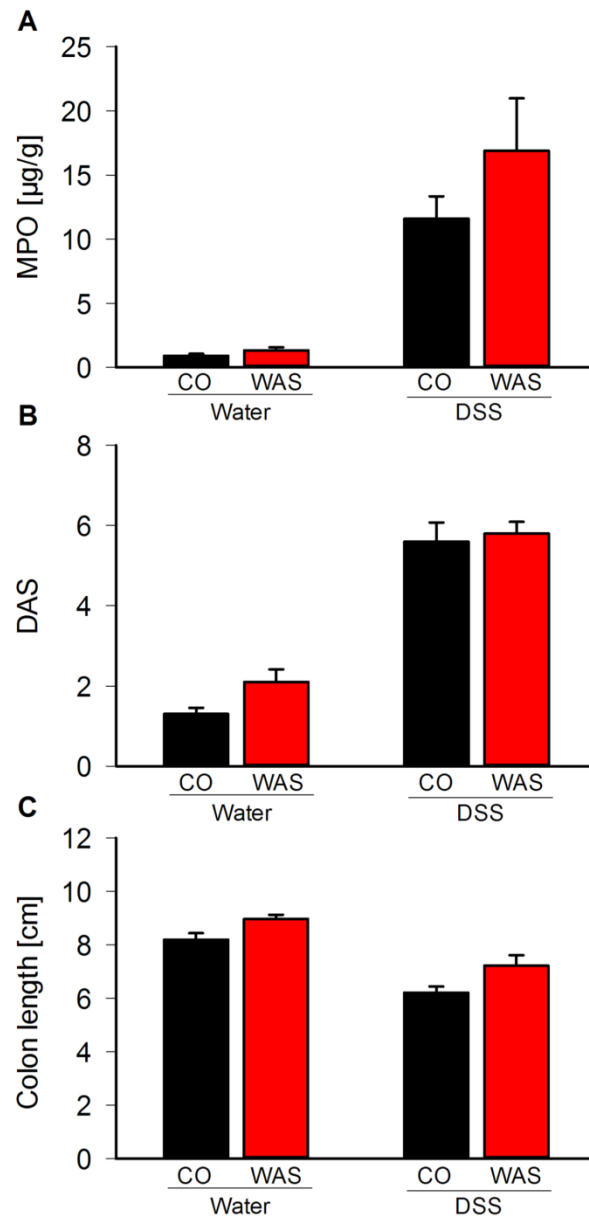 A
MPO [µg/g]
25
20
15
10
5
0
CO WAS CO WAS
Water DSS
B
DAS
8
6
4
2
0
CO WAS CO WAS
Water DSS
C
Colon length [cm]
12
10
8
6
4
2
0
CO WAS CO WAS
Water DSS